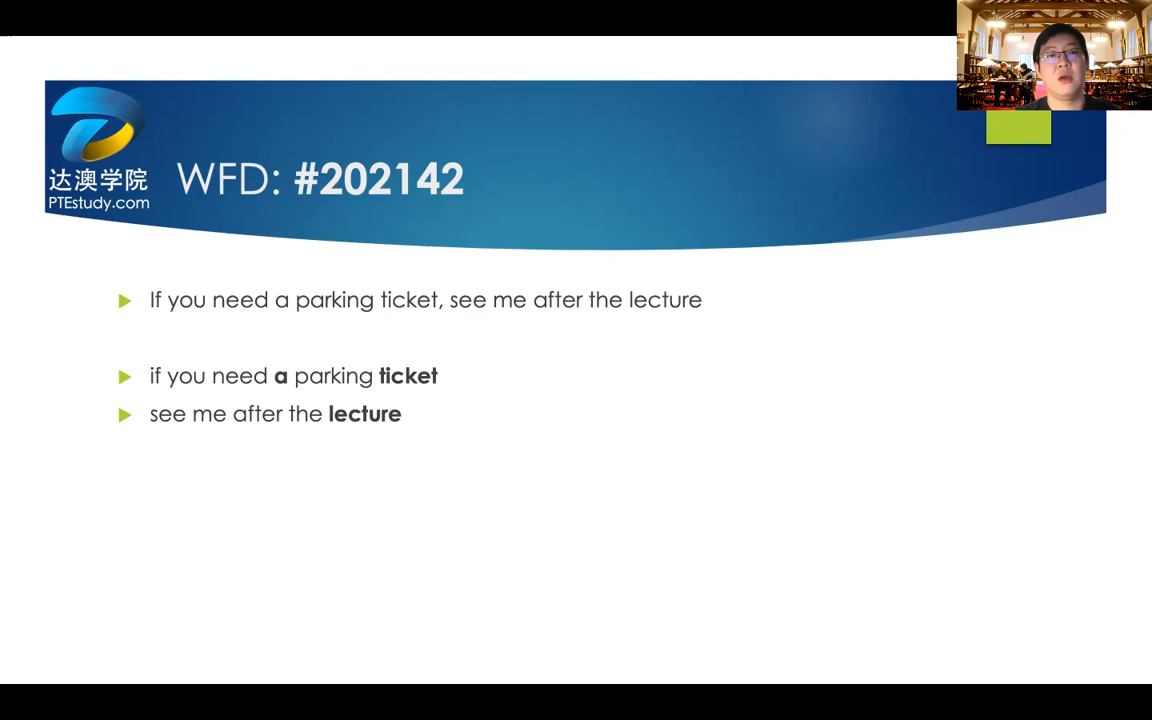 达澳学院
PTEstudy.com
WFD: #202142
If you need a parking ticket, see me after the lecture
if you need a parking ticket
see me after the lecture